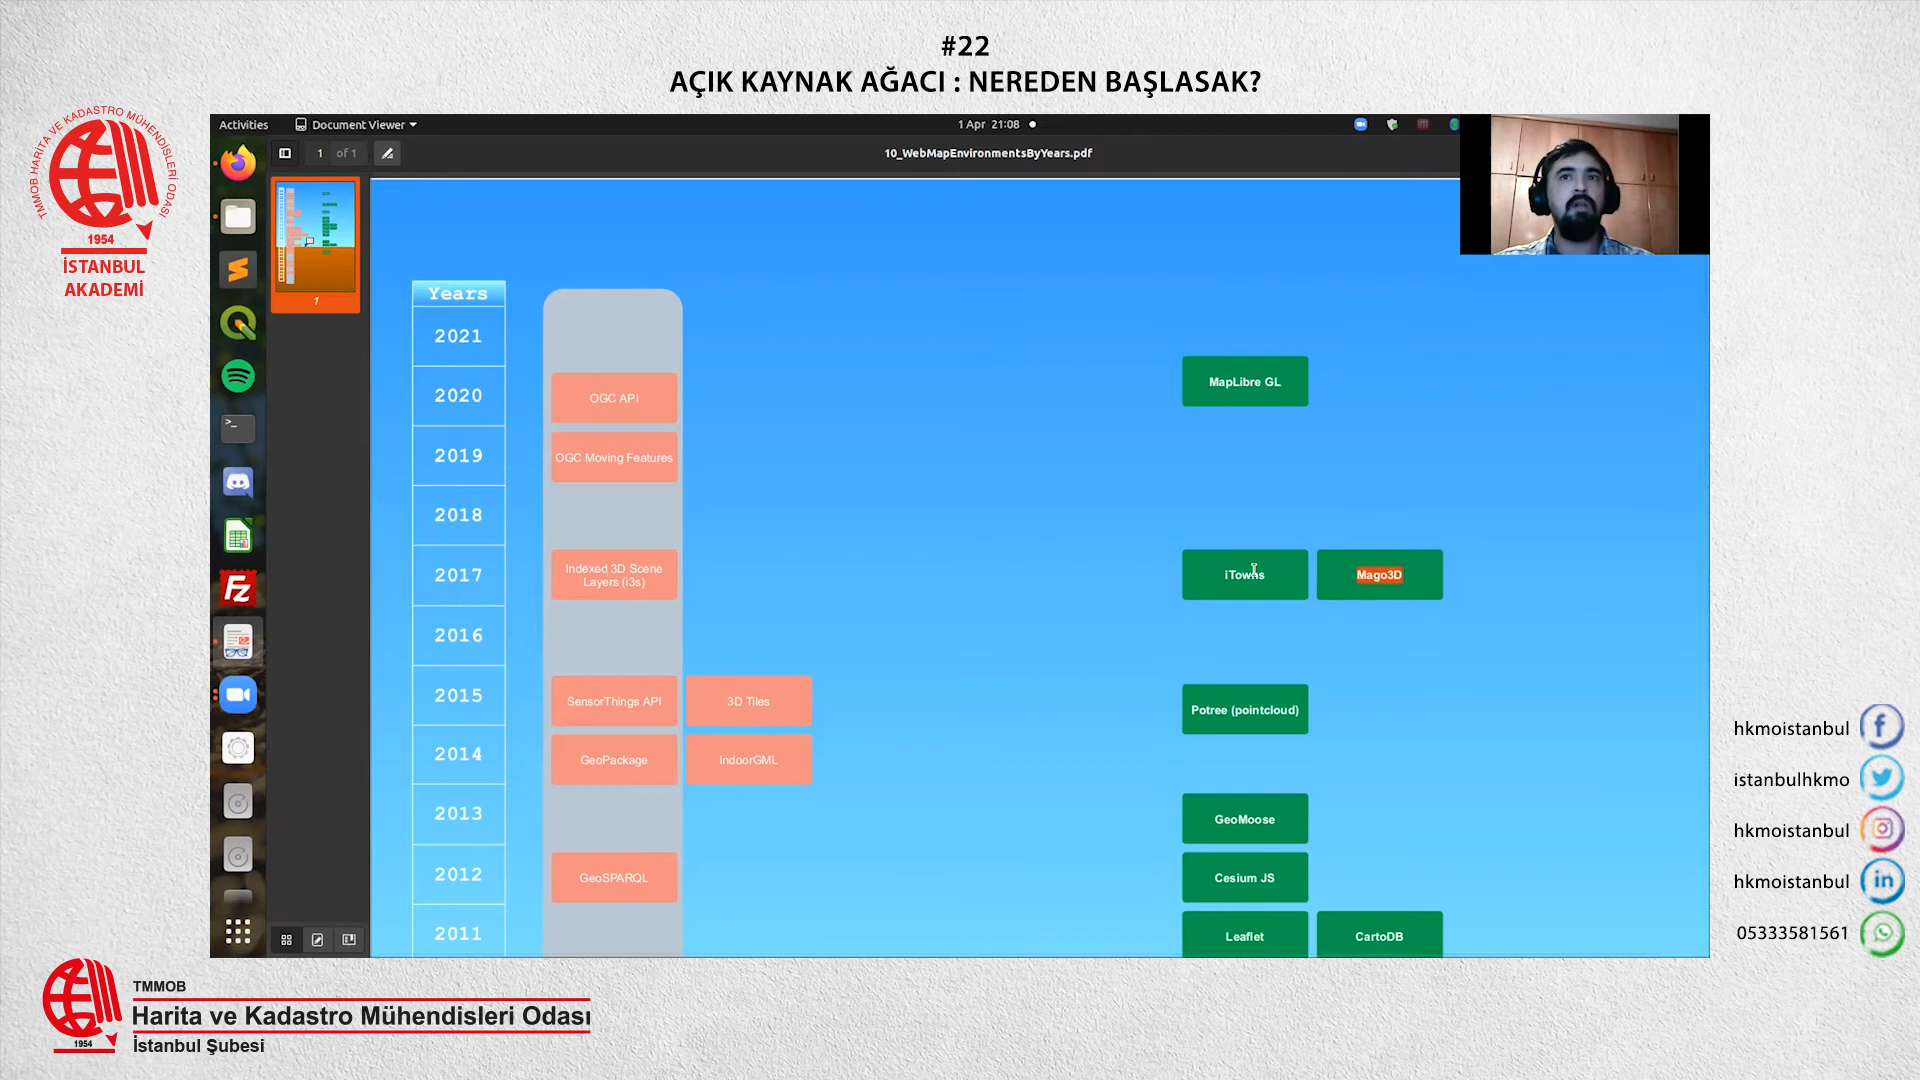 #22
AÇIK KAYNAK AĞACI : NEREDEN BAŞLASAK?
TMMOB HARİTA VE KADASTRO MÜHENDİSLERİ ODASI
1954
İSTANBUL
AKADEMİ
Activities
Document Viewer
1 Apr 21:08
1 of 1
10_WebMapEnvironmentsByYears.pdf
1
Years
2021
MapLibre GL
2020
OGC API
2019
OGC Moving Features
2018
2017
Indexed 3D Scene
Layers (i3s)
iTowns
Mago3D
2016
2015
SensorThings API
3D Tiles
Potree (pointcloud)
2014
GeoPackage
IndoorGML
2013
GeoMoose
2012
GeoSPARQL
Cesium JS
2011
Leaflet
CartoDB
hkmoistanbul
istanbulhkmo
hkmoistanbul
hkmoistanbul
05333581561
1954
TMMOB
Harita ve Kadastro Mühendisleri Odası
İstanbul Şubesi